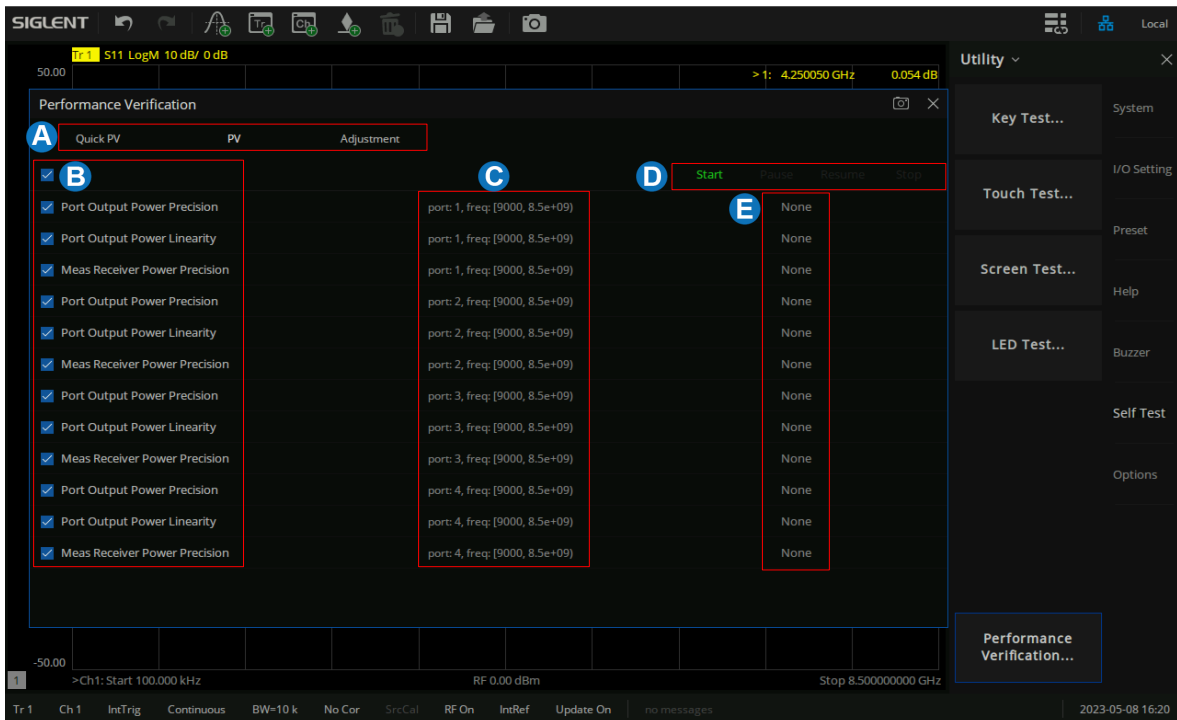 SIGLENT Tr Ch Local
Tr 1 S11 LogM 10 dB/ 0 dB
50.00
> 1: 4.250050 GHz 0.054 dB
Performance Verification
A Quick PV PV Adjustment
B C D Start Pause Resume Stop
E
Port Output Power Precision port: 1, freq: [9000, 8.5e+09) None
Port Output Power Linearity port: 1, freq: [9000, 8.5e+09) None
Meas Receiver Power Precision port: 1, freq: [9000, 8.5e+09) None
Port Output Power Precision port: 2, freq: [9000, 8.5e+09) None
Port Output Power Linearity port: 2, freq: [9000, 8.5e+09) None
Meas Receiver Power Precision port: 2, freq: [9000, 8.5e+09) None
Port Output Power Precision port: 3, freq: [9000, 8.5e+09) None
Port Output Power Linearity port: 3, freq: [9000, 8.5e+09) None
Meas Receiver Power Precision port: 3, freq: [9000, 8.5e+09) None
Port Output Power Precision port: 4, freq: [9000, 8.5e+09) None
Port Output Power Linearity port: 4, freq: [9000, 8.5e+09) None
Meas Receiver Power Precision port: 4, freq: [9000, 8.5e+09) None
-50.00
1 >Ch1: Start 100.000 kHz RF 0.00 dBm Stop 8.500000000 GHz
Utility
Key Test...
Touch Test...
Screen Test...
LED Test...
Performance
Verification...
System
I/O Setting
Preset
Help
Buzzer
Self Test
Options
Tr 1 Ch 1 IntTrig Continuous BW=10 k No Cor SrcCal RF On IntRef Update On no messages 2023-05-08 16:20